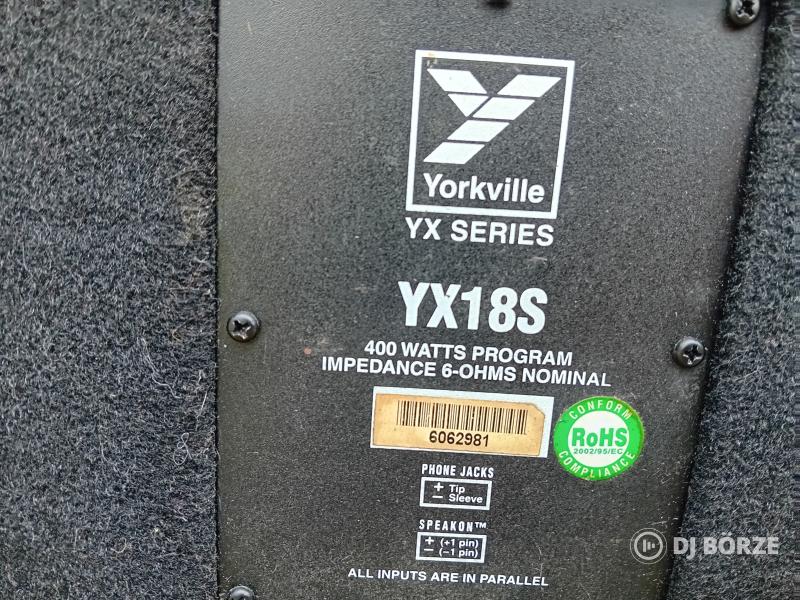 Yorkville
YX SERIES
YX18S
400 WATTS PROGRAM
IMPEDANCE 6-OHMS NOMINAL
6062981
CONFORM
RoHS
2002/95/EC
COMPLIANCE
PHONE JACKS
+ Tip
− Sleeve
SPEAKON™
+ (+1 pin)
− (−1 pin)
ALL INPUTS ARE IN PARALLEL
DJ BÖRZE